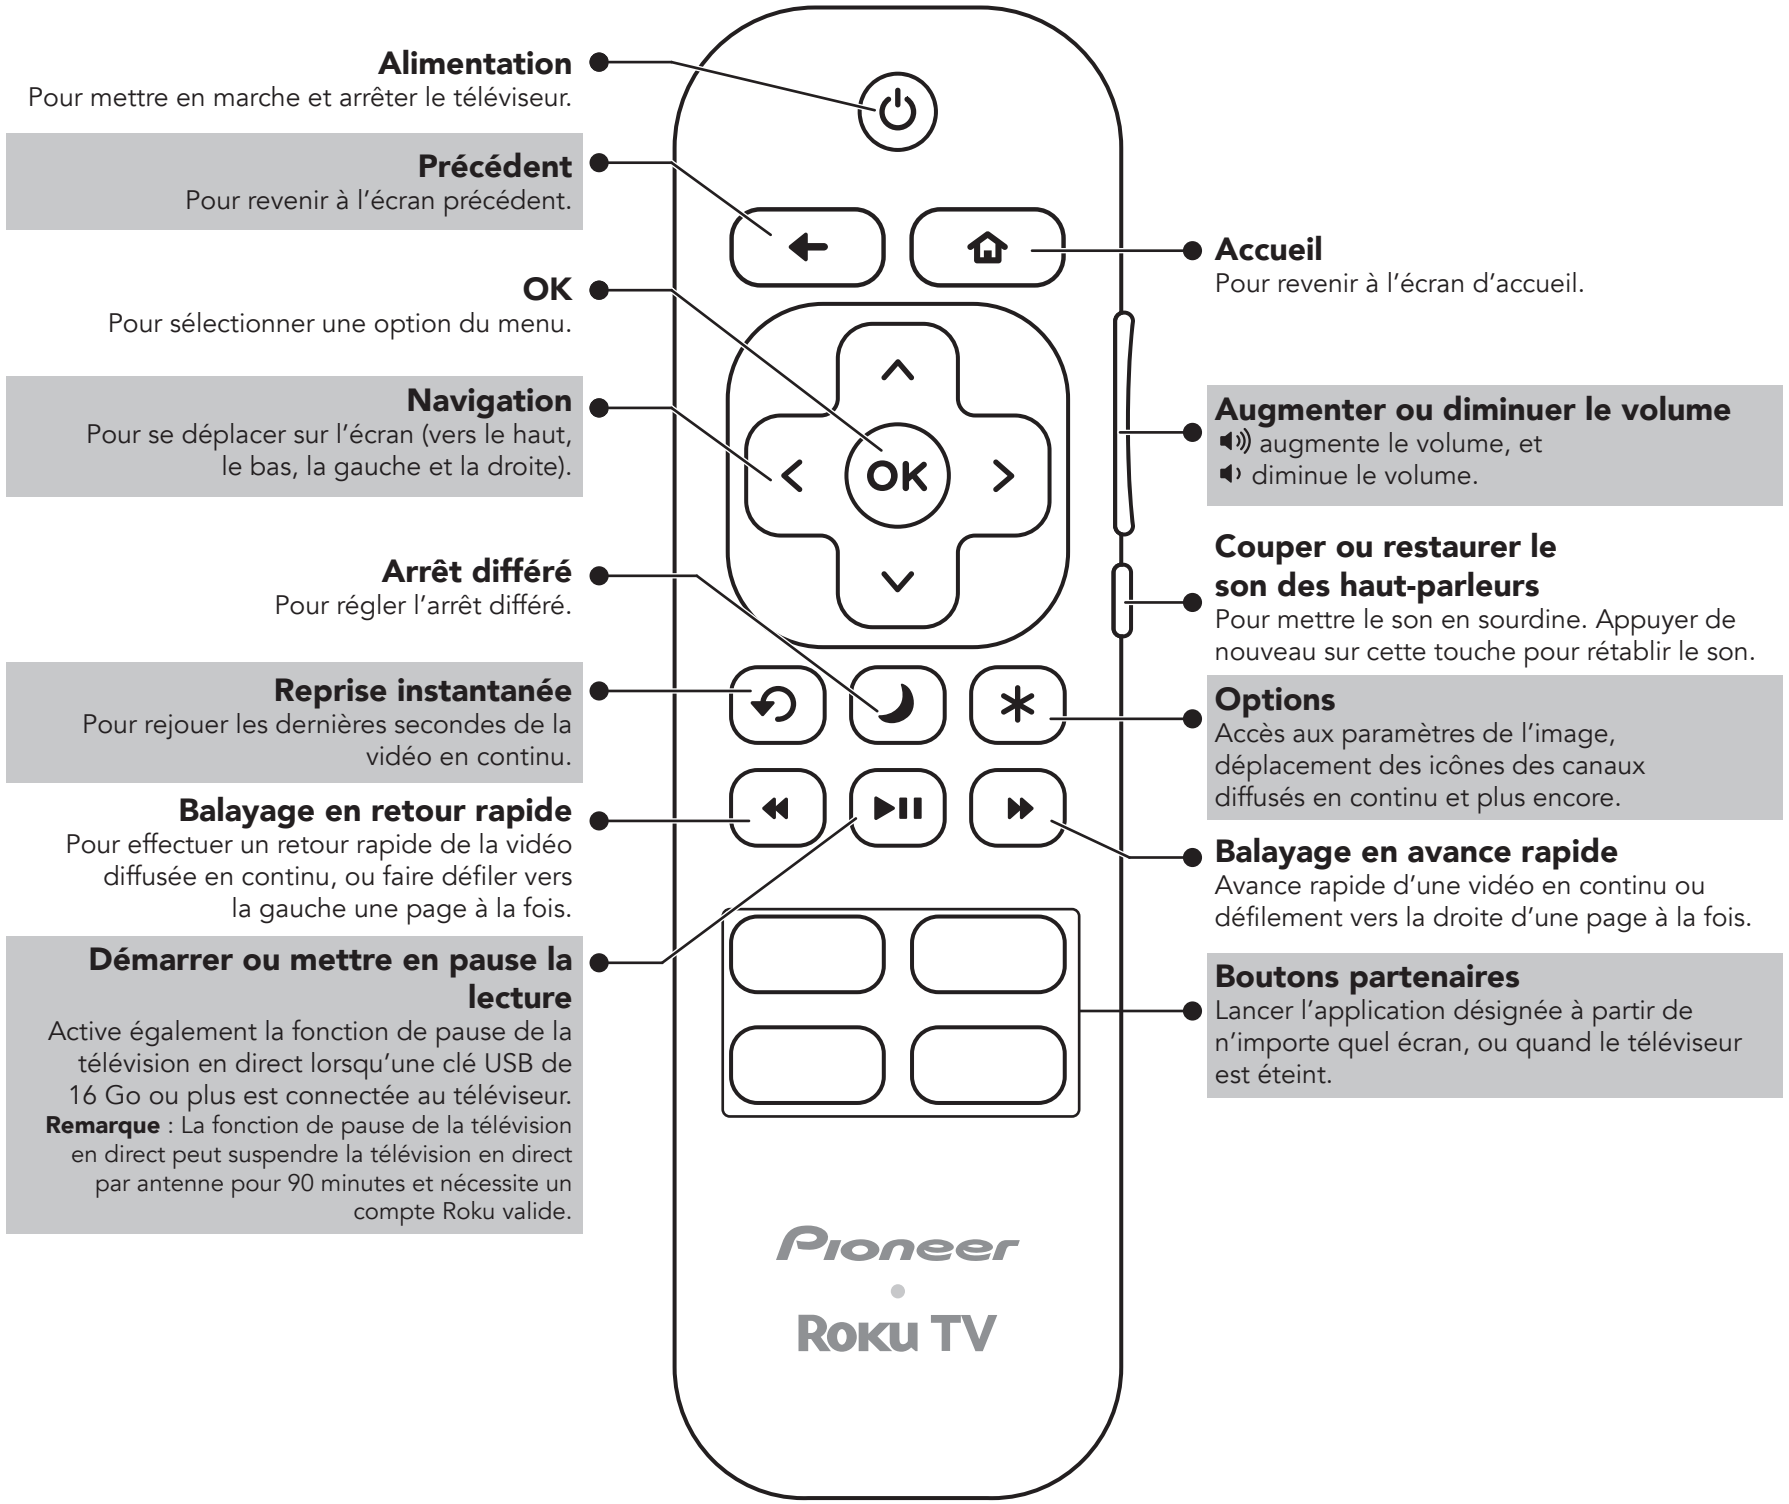 Alimentation
Pour mettre en marche et arrêter le téléviseur.
Précédent
Pour revenir à l’écran précédent.
OK
Pour sélectionner une option du menu.
Navigation
Pour se déplacer sur l’écran (vers le haut,
le bas, la gauche et la droite).
Arrêt différé
Pour régler l’arrêt différé.
Reprise instantanée
Pour rejouer les dernières secondes de la
vidéo en continu.
Balayage en retour rapide
Pour effectuer un retour rapide de la vidéo
diffusée en continu, ou faire défiler vers
la gauche une page à la fois.
Démarrer ou mettre en pause la
lecture
Active également la fonction de pause de la
télévision en direct lorsqu’une clé USB de
16 Go ou plus est connectée au téléviseur.
Remarque : La fonction de pause de la télévision
en direct peut suspendre la télévision en direct
par antenne pour 90 minutes et nécessite un
compte Roku valide.
OK
Pioneer
Roku TV
Accueil
Pour revenir à l’écran d’accueil.
Augmenter ou diminuer le volume
augmente le volume, et
diminue le volume.
Couper ou restaurer le
son des haut-parleurs
Pour mettre le son en sourdine. Appuyer de
nouveau sur cette touche pour rétablir le son.
Options
Accès aux paramètres de l’image,
déplacement des icônes des canaux
diffusés en continu et plus encore.
Balayage en avance rapide
Avance rapide d’une vidéo en continu ou
défilement vers la droite d’une page à la fois.
Boutons partenaires
Lancer l’application désignée à partir de
n’importe quel écran, ou quand le téléviseur
est éteint.